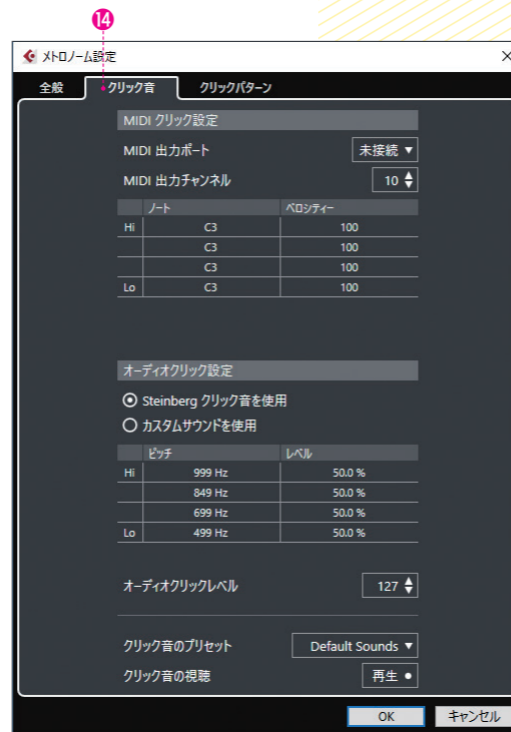 ⑭
メトロノーム設定 ×
全般 クリック音 クリックパターン
MIDI クリック設定
MIDI 出力ポート 未接続 ▼
MIDI 出力チャンネル 10
ノート ベロシティー
Hi C3 100
C3 100
C3 100
Lo C3 100
オーディオクリック設定
Steinberg クリック音を使用
カスタムサウンドを使用
ピッチ レベル
Hi 999 Hz 50.0 %
849 Hz 50.0 %
699 Hz 50.0 %
Lo 499 Hz 50.0 %
オーディオクリックレベル 127
クリック音のプリセット Default Sounds ▼
クリック音の視聴 再生 ●
OK キャンセル